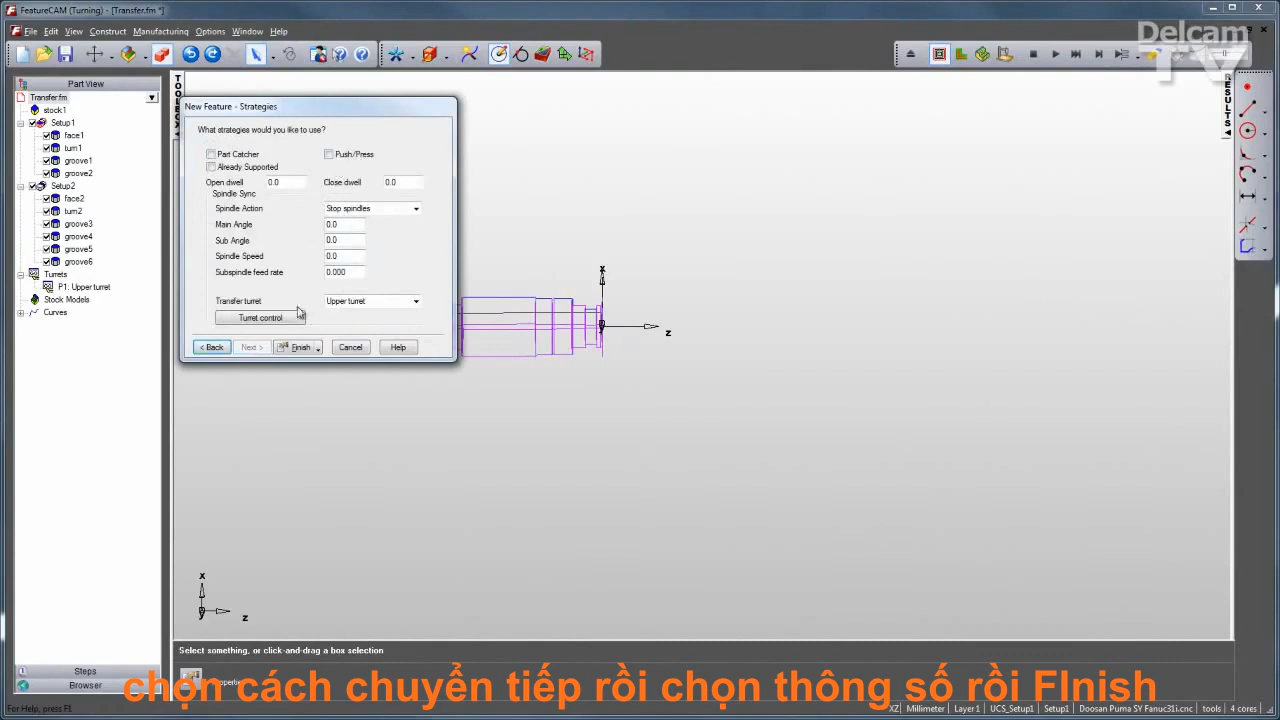 FeatureCAM (Turning) - [Transfer.fm *]
File Edit View Construct Manufacturing Options Window Help
Delcam
TV
Part View
Transfer.fm
stock1
Setup1
face1
turn1
groove1
groove2
Setup2
face2
turn2
groove3
groove4
groove5
groove6
Turrets
P1: Upper turret
Stock Models
Curves
Steps
Browser
TOOLBOX
RESULTS
New Feature - Strategies
What strategies would you like to use?
Part Catcher Push/Press
Already Supported
Open dwell 0.0 Close dwell 0.0
Spindle Sync
Spindle Action Stop spindles
Main Angle 0.0
Sub Angle 0.0
Spindle Speed 0.0
Subspindle feed rate 0.000
Transfer turret Upper turret
Turret control
< Back Next > Finish Cancel Help
x
z
x
y
z
Select something, or click-and-drag a box selection
chọn cách chuyển tiếp rồi chọn thông số rồi FInish
For Help, press F1 XZ Millimeter Layer1 UCS_Setup1 Setup1 Doosan Puma SY Fanuc31i.cnc tools 4 cores